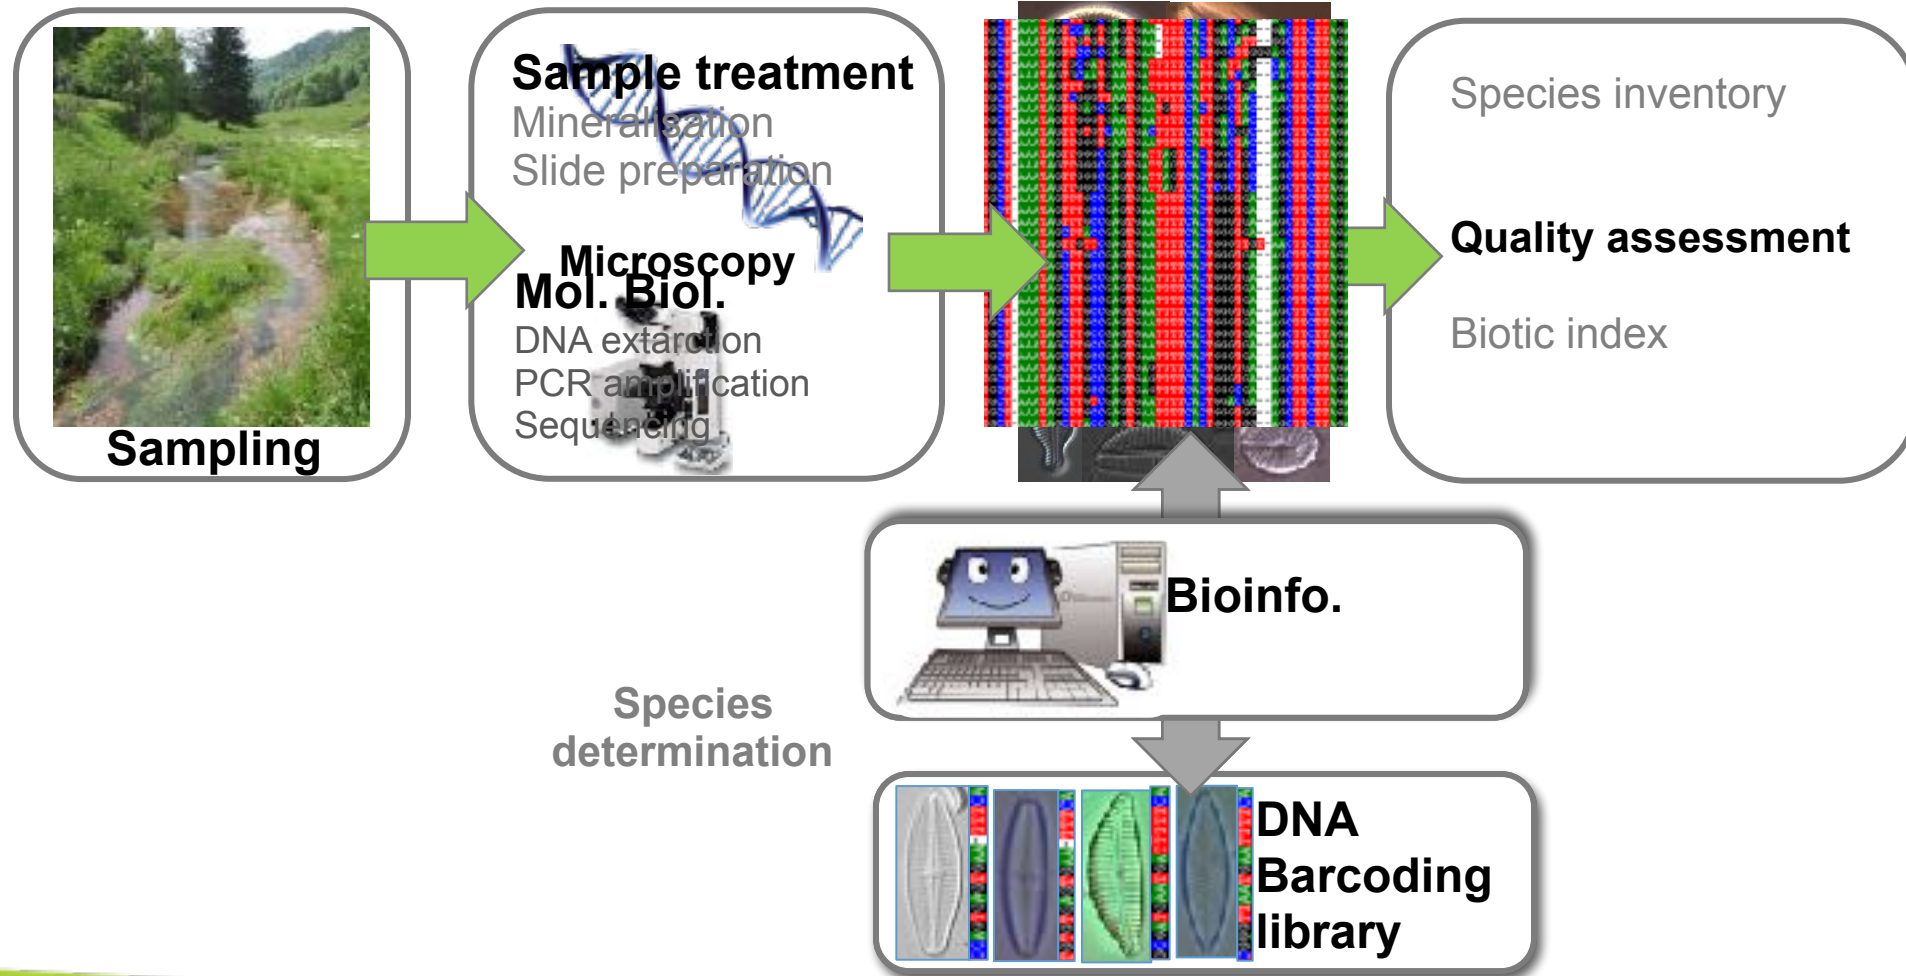 Sampling
Sample treatment
Mineralisation
Slide preparation
Microscopy
Mol. Biol.
DNA extarction
PCR amplification
Sequencing
Species inventory
Quality assessment
Biotic index
Bioinfo.
Species
determination
DNA
Barcoding
library